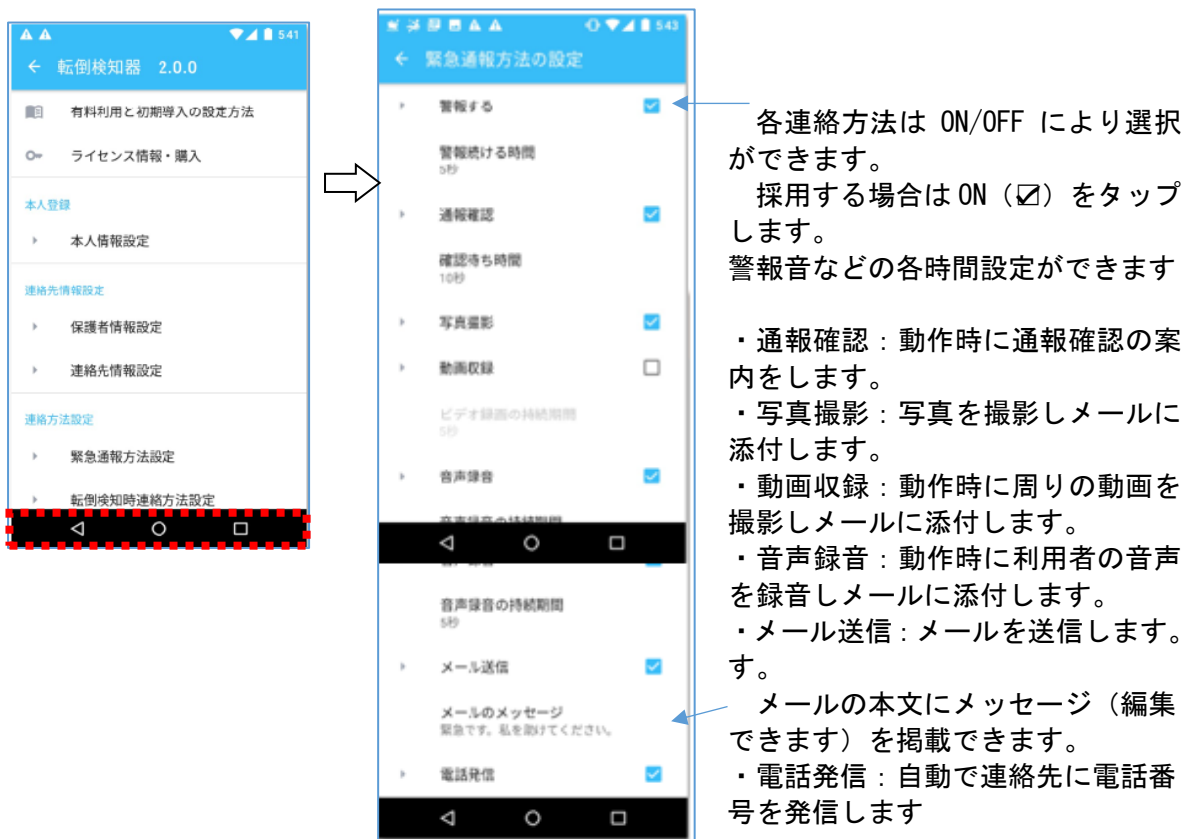 5:41
転倒検知器 2.0.0
有料利用と初期導入の設定方法
ライセンス情報・購入
本人登録
本人情報設定
連絡先情報設定
保護者情報設定
連絡先情報設定
連絡方法設定
緊急通報方法設定
転倒検知時連絡方法設定
5:43
緊急通報方法の設定
警報する
警報続ける時間
5秒
通報確認
確認待ち時間
10秒
写真撮影
動画収録
ビデオ録画の持続期間
5秒
音声録音
音声録音の持続期間
音声録音の持続期間
5秒
メール送信
メールのメッセージ
緊急です。私を助けてください。
電話発信
各連絡方法は ON/OFF により選択
ができます。
採用する場合は ON(☑)をタップ
します。
警報音などの各時間設定ができます
・通報確認:動作時に通報確認の案
内をします。
・写真撮影:写真を撮影しメールに
添付します。
・動画収録:動作時に周りの動画を
撮影しメールに添付します。
・音声録音:動作時に利用者の音声
を録音しメールに添付します。
・メール送信:メールを送信します。
す。
メールの本文にメッセージ(編集
できます)を掲載できます。
・電話発信:自動で連絡先に電話番
号を発信します